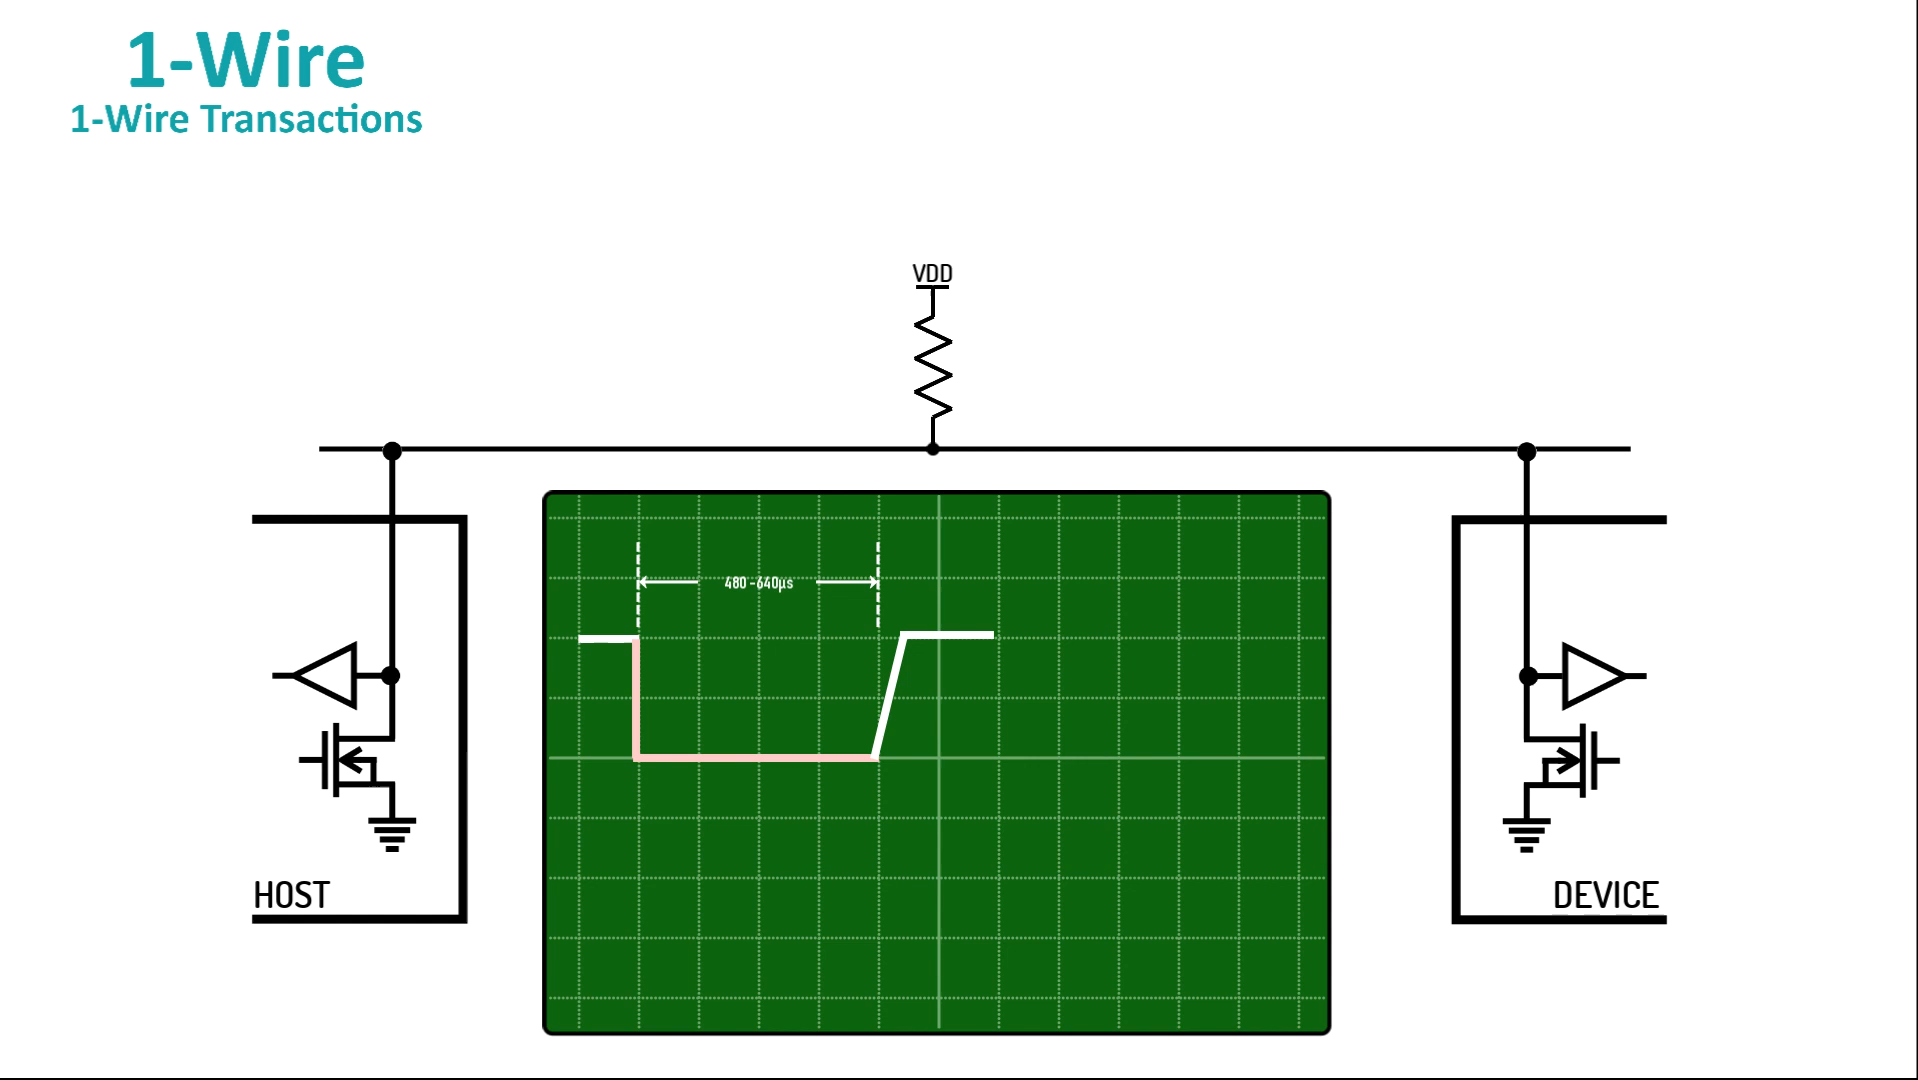 1-Wire
1-Wire Transactions
VDD
480 -640µs
HOST
DEVICE